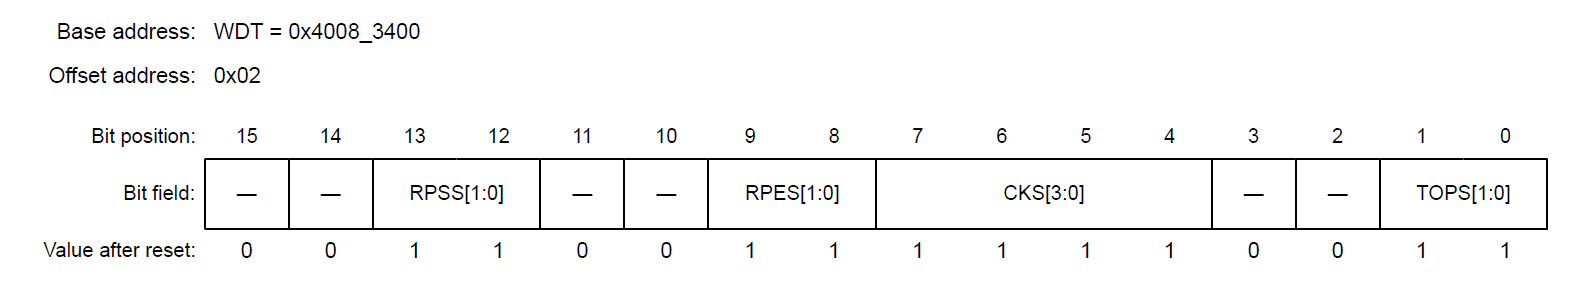 Base address: WDT = 0x4008_3400
Offset address: 0x02
Bit position: 15 14 13 12 11 10 9 8 7 6 5 4 3 2 1 0
Bit field: — — RPSS[1:0] — — RPES[1:0] CKS[3:0] — — TOPS[1:0]
Value after reset: 0 0 1 1 0 0 1 1 1 1 1 1 0 0 1 1